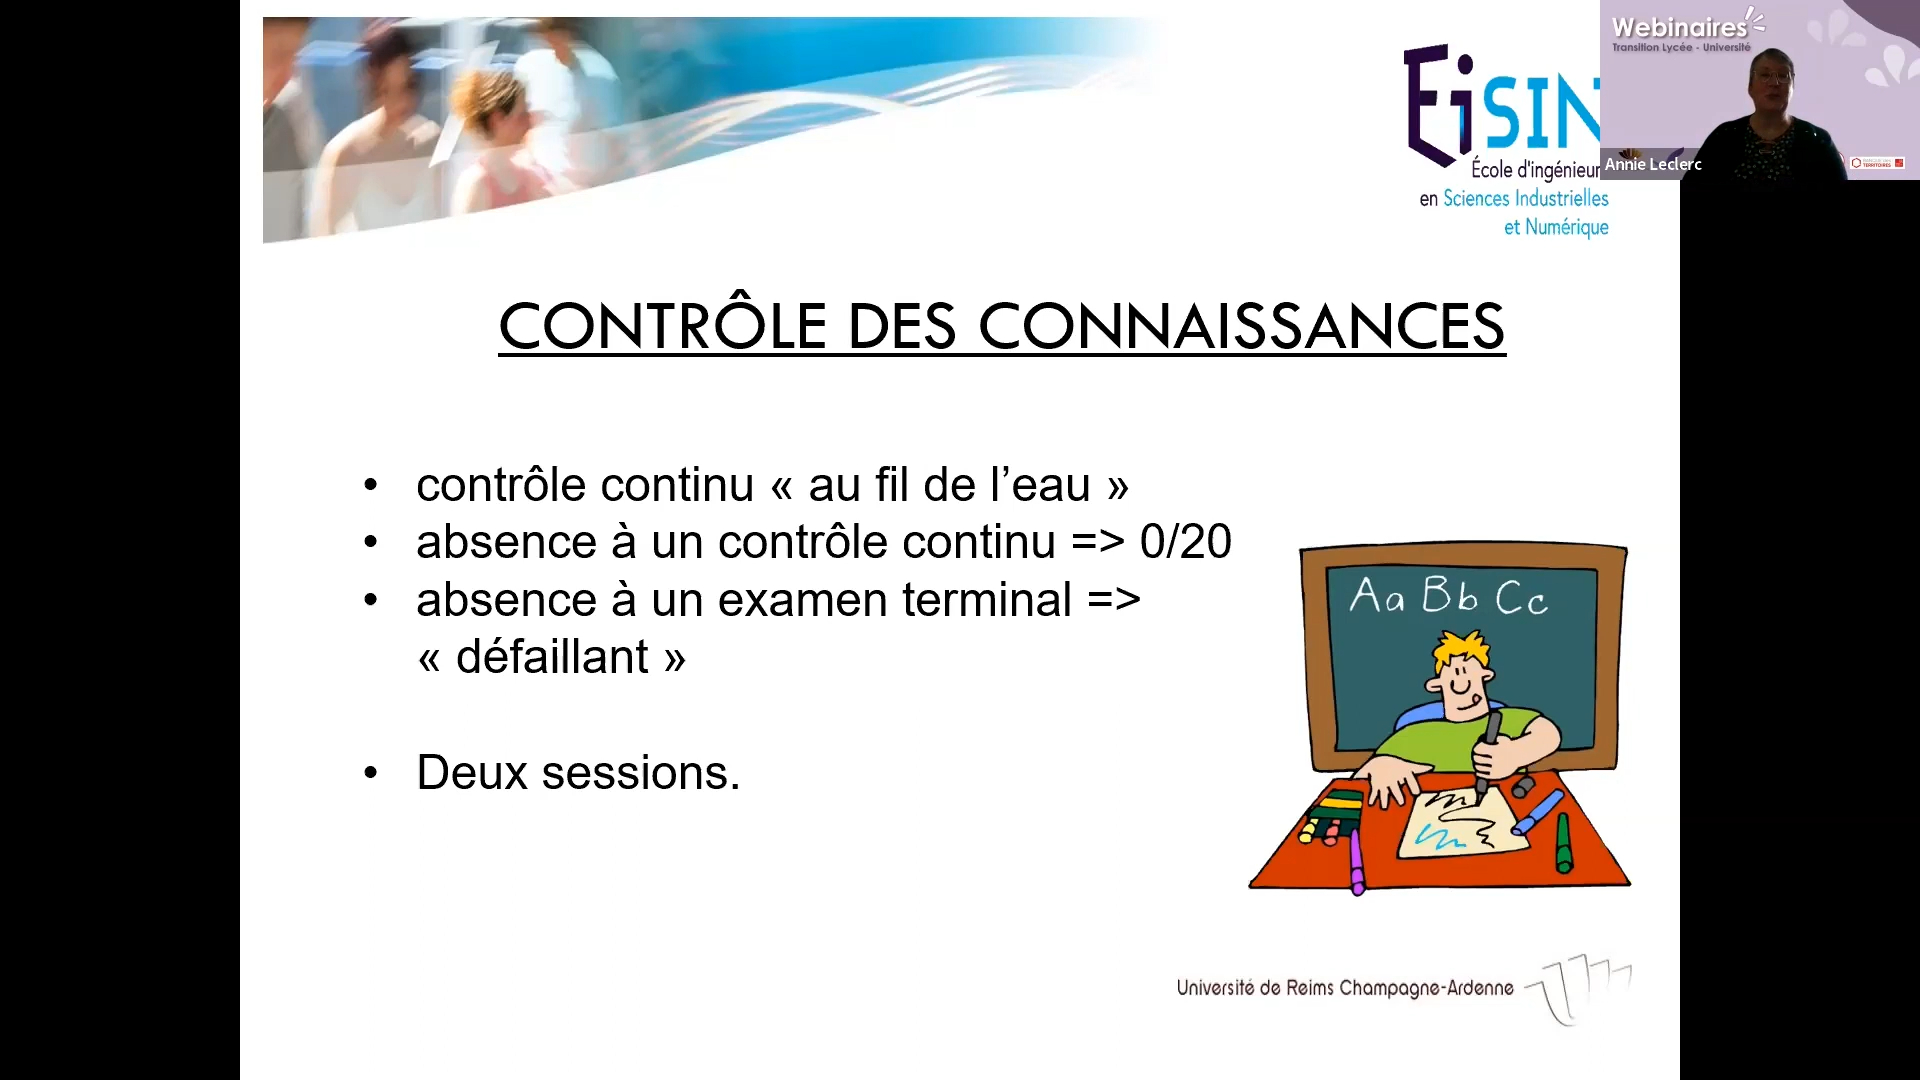 EiSIN
École d'ingénieur
en Sciences Industrielles
et Numérique
Webinaires
Transition Lycée - Université
Annie Leclerc
TERRITOIRES
CONTRÔLE DES CONNAISSANCES
• contrôle continu « au fil de l’eau »
• absence à un contrôle continu => 0/20
• absence à un examen terminal =>
« défaillant »
• Deux sessions.
Aa Bb Cc
Université de Reims Champagne-Ardenne